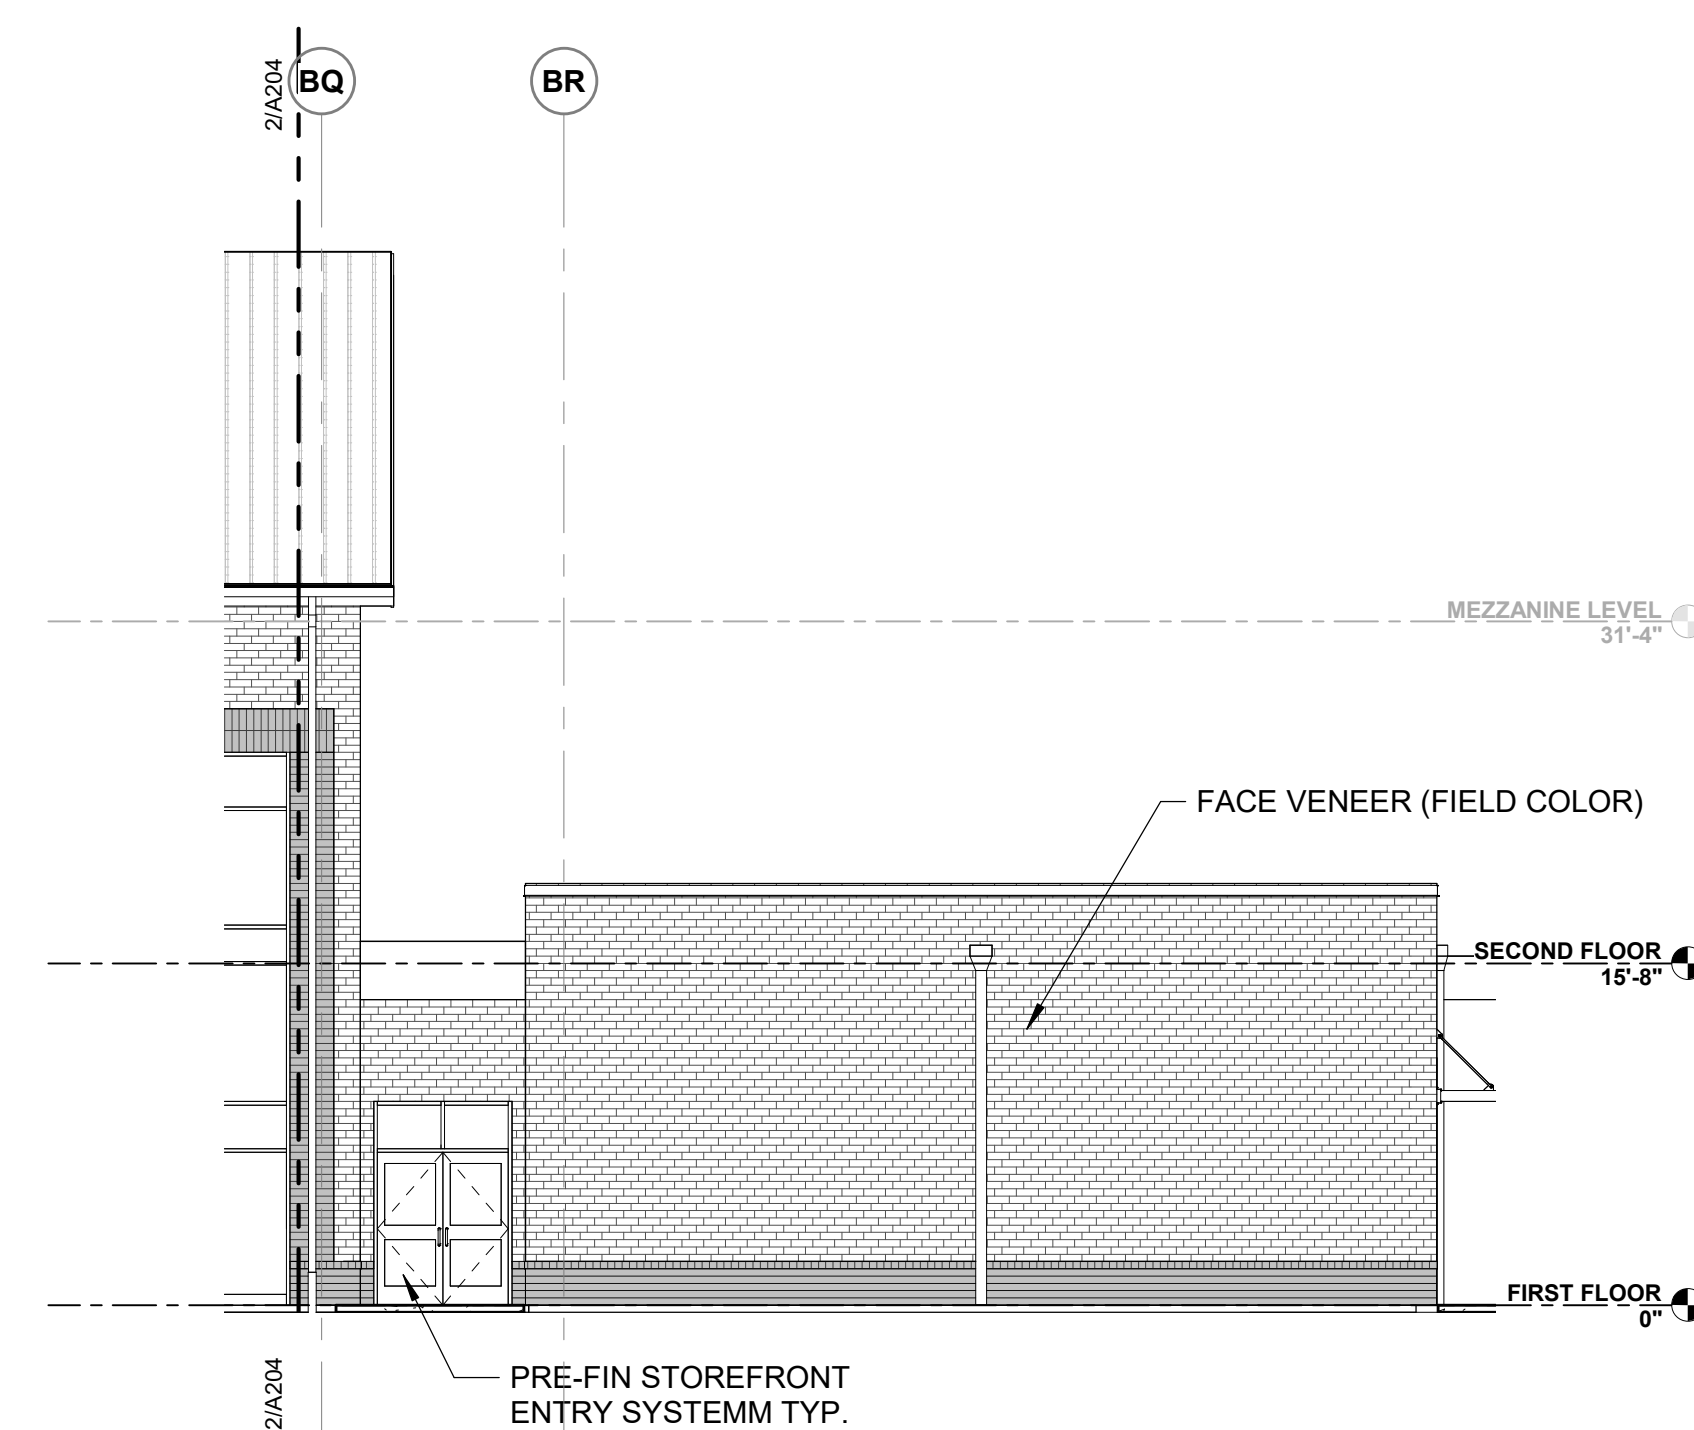 2/A204
BQ
BR
MEZZANINE LEVEL
31'-4"
FACE VENEER (FIELD COLOR)
SECOND FLOOR
15'-8"
FIRST FLOOR
0"
PRE-FIN STOREFRONT
ENTRY SYSTEMM TYP.
2/A204